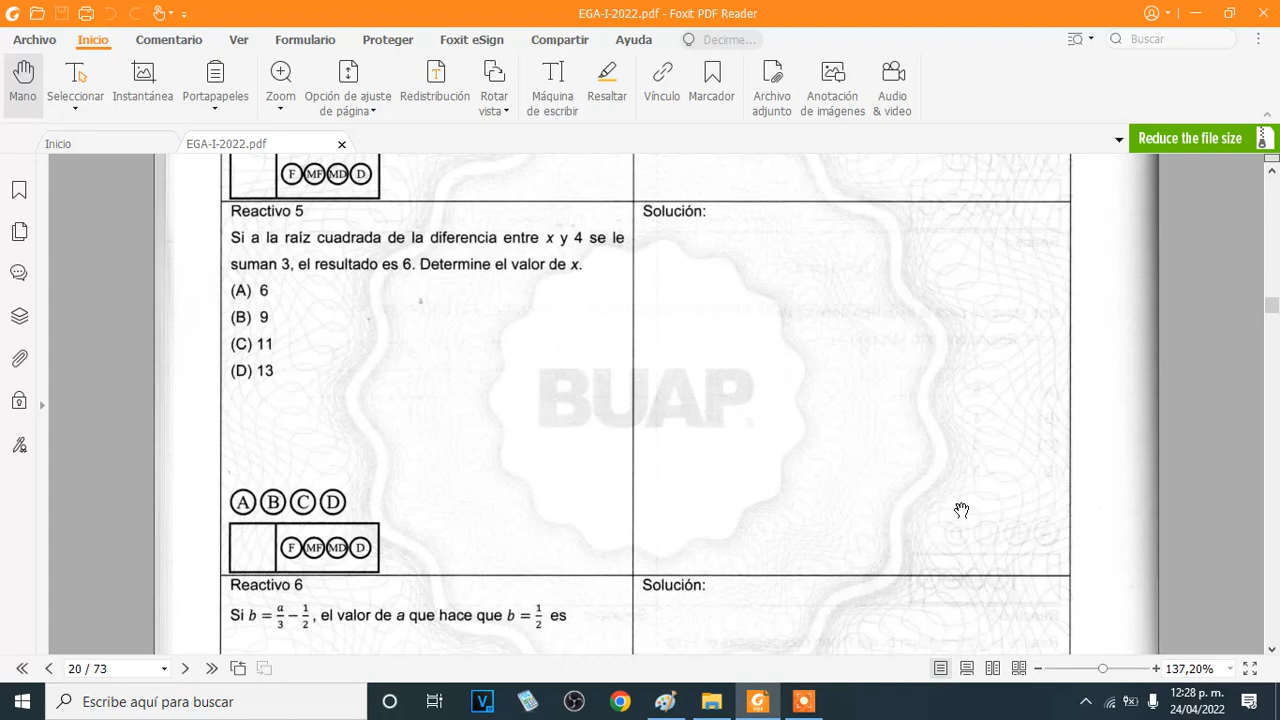 EGA-I-2022.pdf - Foxit PDF Reader
Archivo Inicio Comentario Ver Formulario Proteger Foxit eSign Compartir Ayuda Decirme... Buscar
Mano Seleccionar Instantánea Portapapeles Zoom Opción de ajuste de página Redistribución Rotar vista Máquina de escribir Resaltar Vínculo Marcador Archivo adjunto Anotación de imágenes Audio & video
Inicio EGA-I-2022.pdf Reduce the file size
F MF MD D
Reactivo 5
Si a la raíz cuadrada de la diferencia entre x y 4 se le
suman 3, el resultado es 6. Determine el valor de x.
(A) 6
(B) 9
(C) 11
(D) 13
A B C D
F MF MD D
Solución:
BUAP
Reactivo 6
Si b = a/3 − 1/2, el valor de a que hace que b = 1/2 es
Solución:
20 / 73 137,20%
Escribe aquí para buscar
12:28 p. m.
24/04/2022